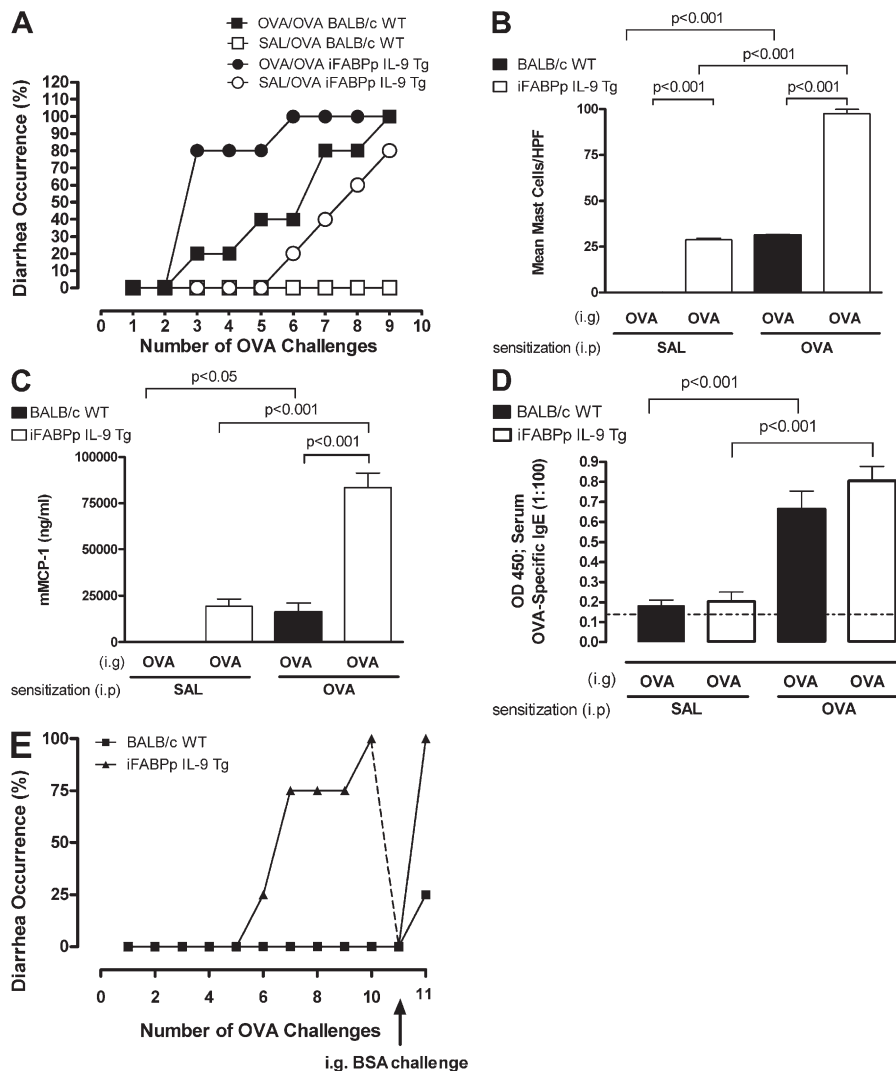 A
OVA/OVA BALB/c WT
SAL/OVA BALB/c WT
OVA/OVA iFABPp IL-9 Tg
SAL/OVA iFABPp IL-9 Tg
Diarrhea Occurrence (%)
120
110
100
90
80
70
60
50
40
30
20
10
0
0 1 2 3 4 5 6 7 8 9 10
Number of OVA Challenges
B
p<0.001
p<0.001
BALB/c WT
iFABPp IL-9 Tg
p<0.001
p<0.001
Mean Mast Cells/HPF
100
75
50
25
0
(i.g) OVA OVA OVA OVA
sensitization (i.p) SAL OVA
C
p<0.05
BALB/c WT
iFABPp IL-9 Tg
p<0.001
p<0.001
mMCP-1 (ng/ml)
100000
75000
50000
25000
0
(i.g) OVA OVA OVA OVA
sensitization (i.p) SAL OVA
D
p<0.001
BALB/c WT
iFABPp IL-9 Tg
p<0.001
OD 450; Serum
OVA-Specific IgE (1:100)
0.9
0.8
0.7
0.6
0.5
0.4
0.3
0.2
0.1
0.0
(i.g) OVA OVA OVA OVA
sensitization (i.p) SAL OVA
E
BALB/c WT
iFABPp IL-9 Tg
Diarrhea Occurrence (%)
100
75
50
25
0
0 2 4 6 8 10 11
Number of OVA Challenges
i.g. BSA challenge